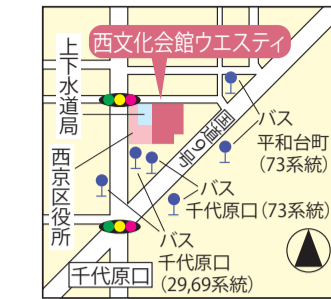 西文化会館ウエスティ
上下水道局
西京区役所
国道9号
バス
平和台町
(73系統)
バス
千代原口(73系統)
バス
千代原口
(29,69系統)
千代原口